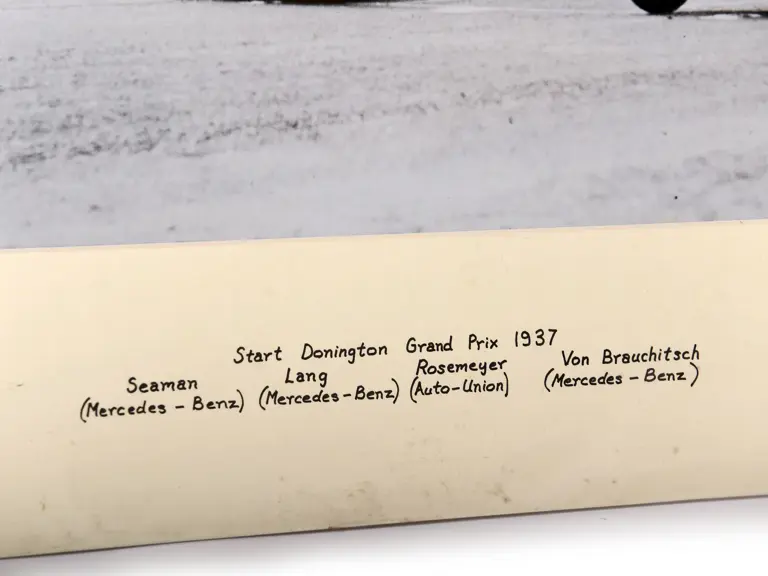 Start Donington Grand Prix 1937
Seaman Lang Rosemeyer Von Brauchitsch
(Mercedes - Benz) (Mercedes - Benz) (Auto-Union) (Mercedes - Benz)